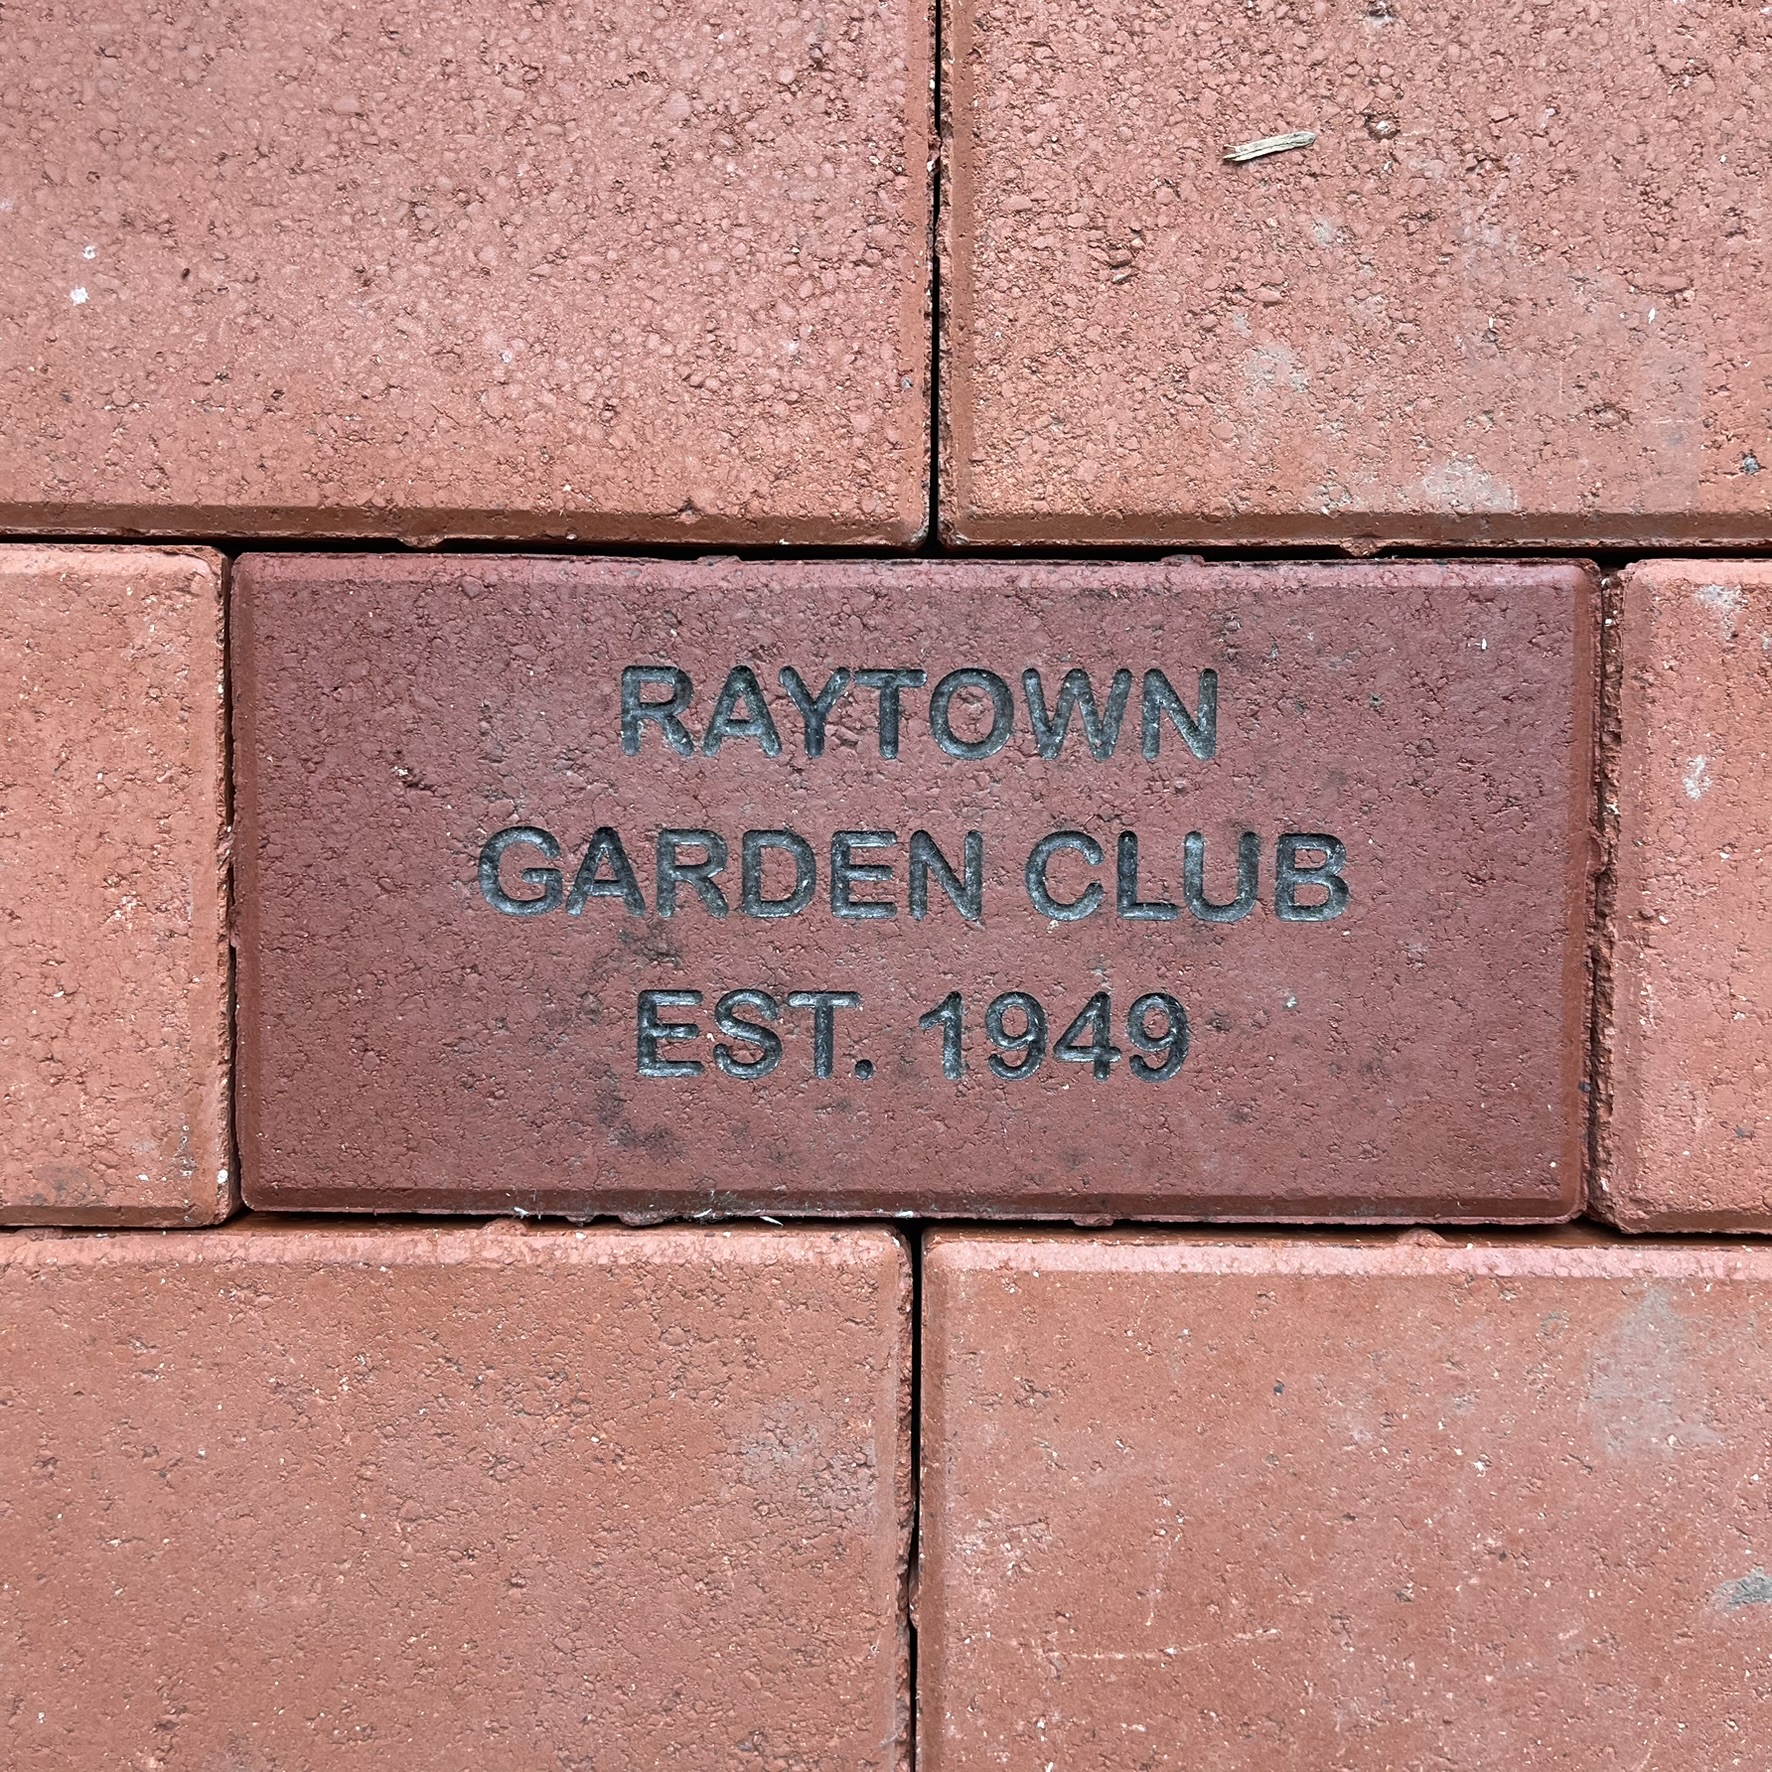 RAYTOWN
GARDEN CLUB
EST. 1949